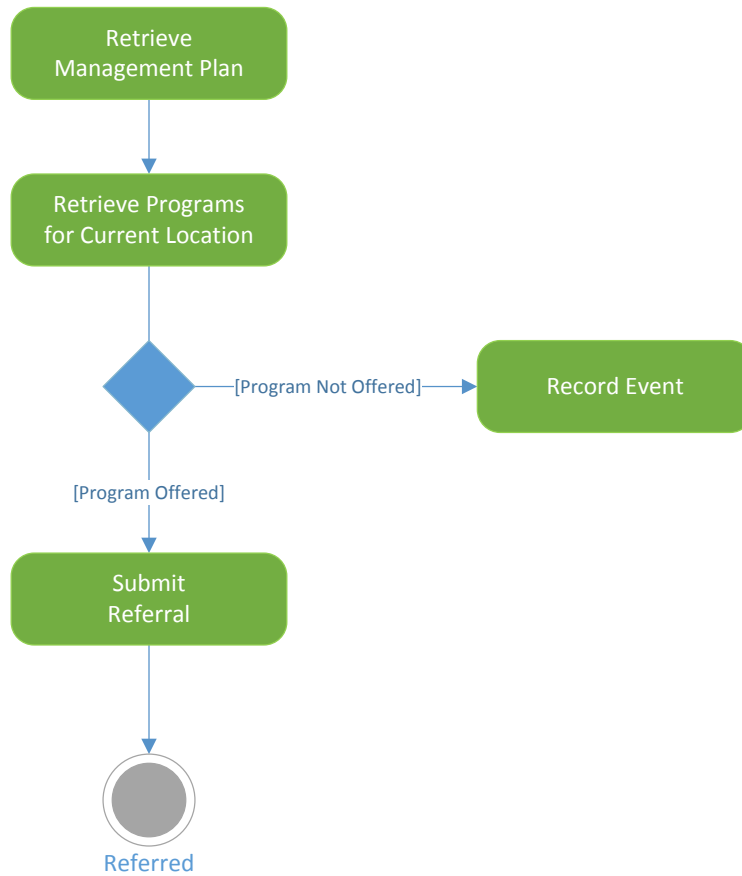 Retrieve
Management Plan
Retrieve Programs
for Current Location
[Program Not Offered]
Record Event
[Program Offered]
Submit
Referral
Referred